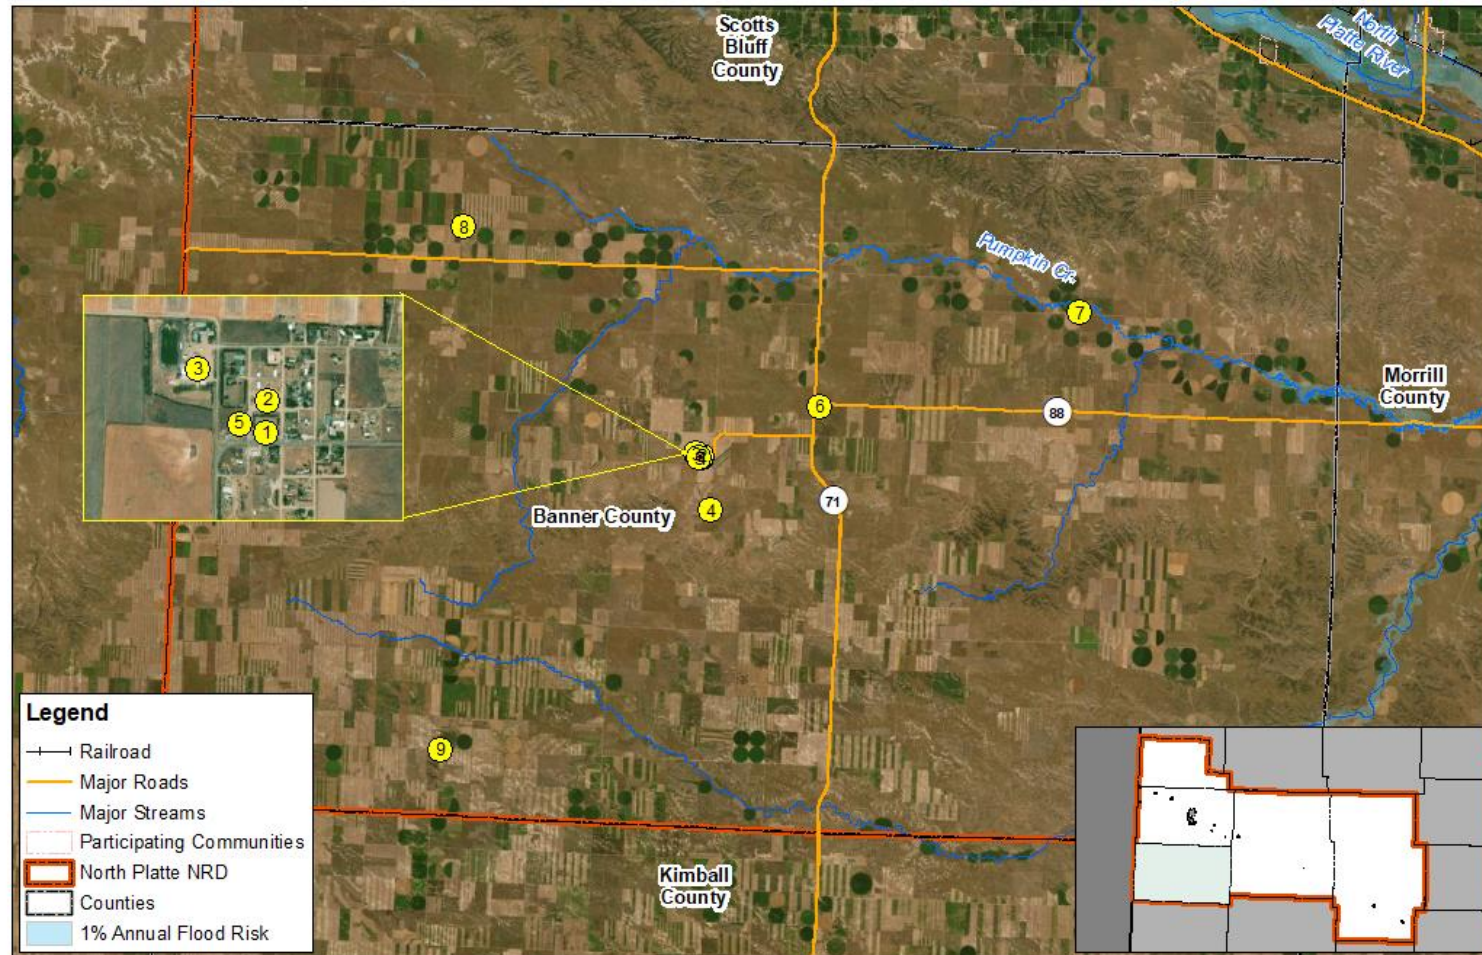 Scotts
Bluff
County
North
Platte River
8
Pumpkin Cr.
7
3
2
5
1
6
88
Morrill
County
71
Banner County
4
9
Kimball
County
Legend
Railroad
Major Roads
Major Streams
Participating Communities
North Platte NRD
Counties
1% Annual Flood Risk